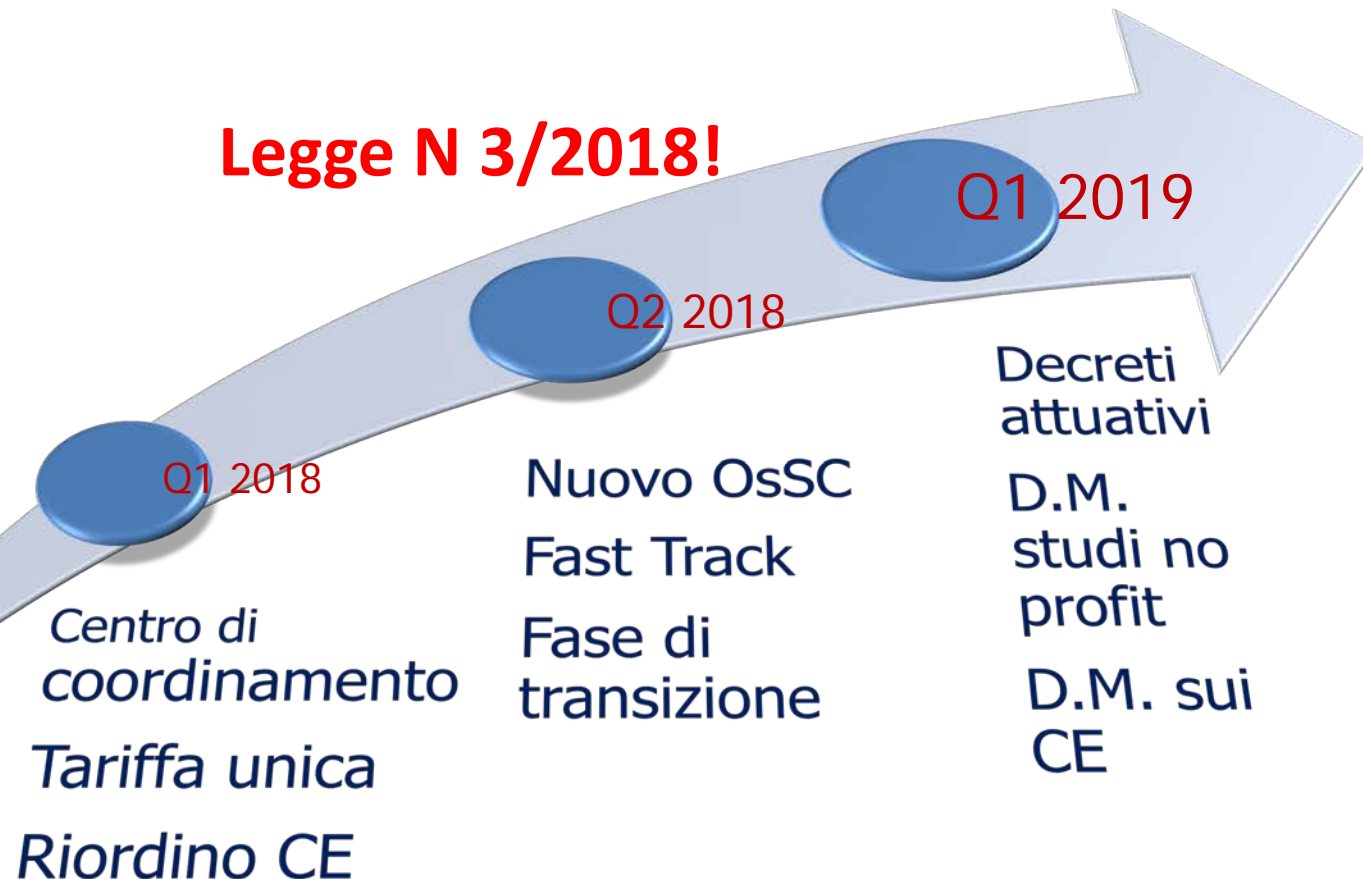 Legge N 3/2018!
Q1 2018
Centro di
coordinamento
Tariffa unica
Riordino CE
Q2 2018
Nuovo OsSC
Fast Track
Fase di
transizione
Q1 2019
Decreti
attuativi
D.M.
studi no
profit
D.M. sui
CE